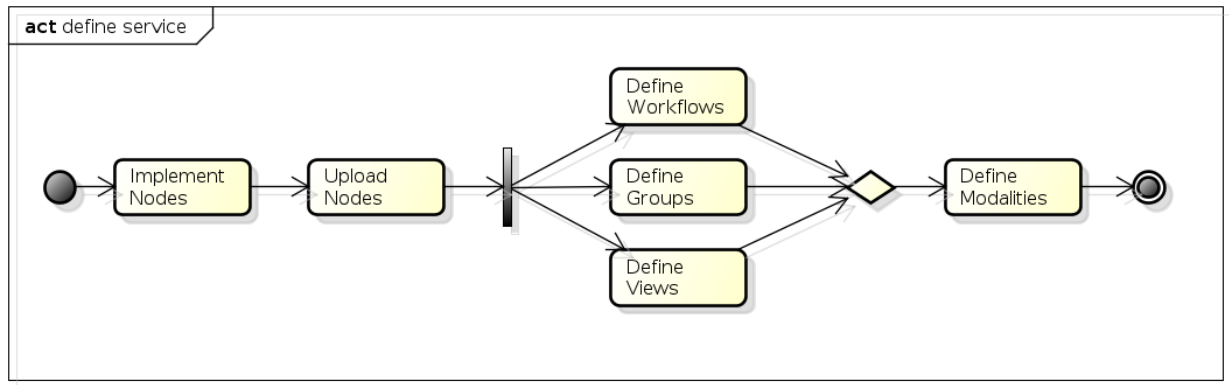 act define service
Define
Workflows
Implement
Nodes
Upload
Nodes
Define
Groups
Define
Modalities
Define
Views